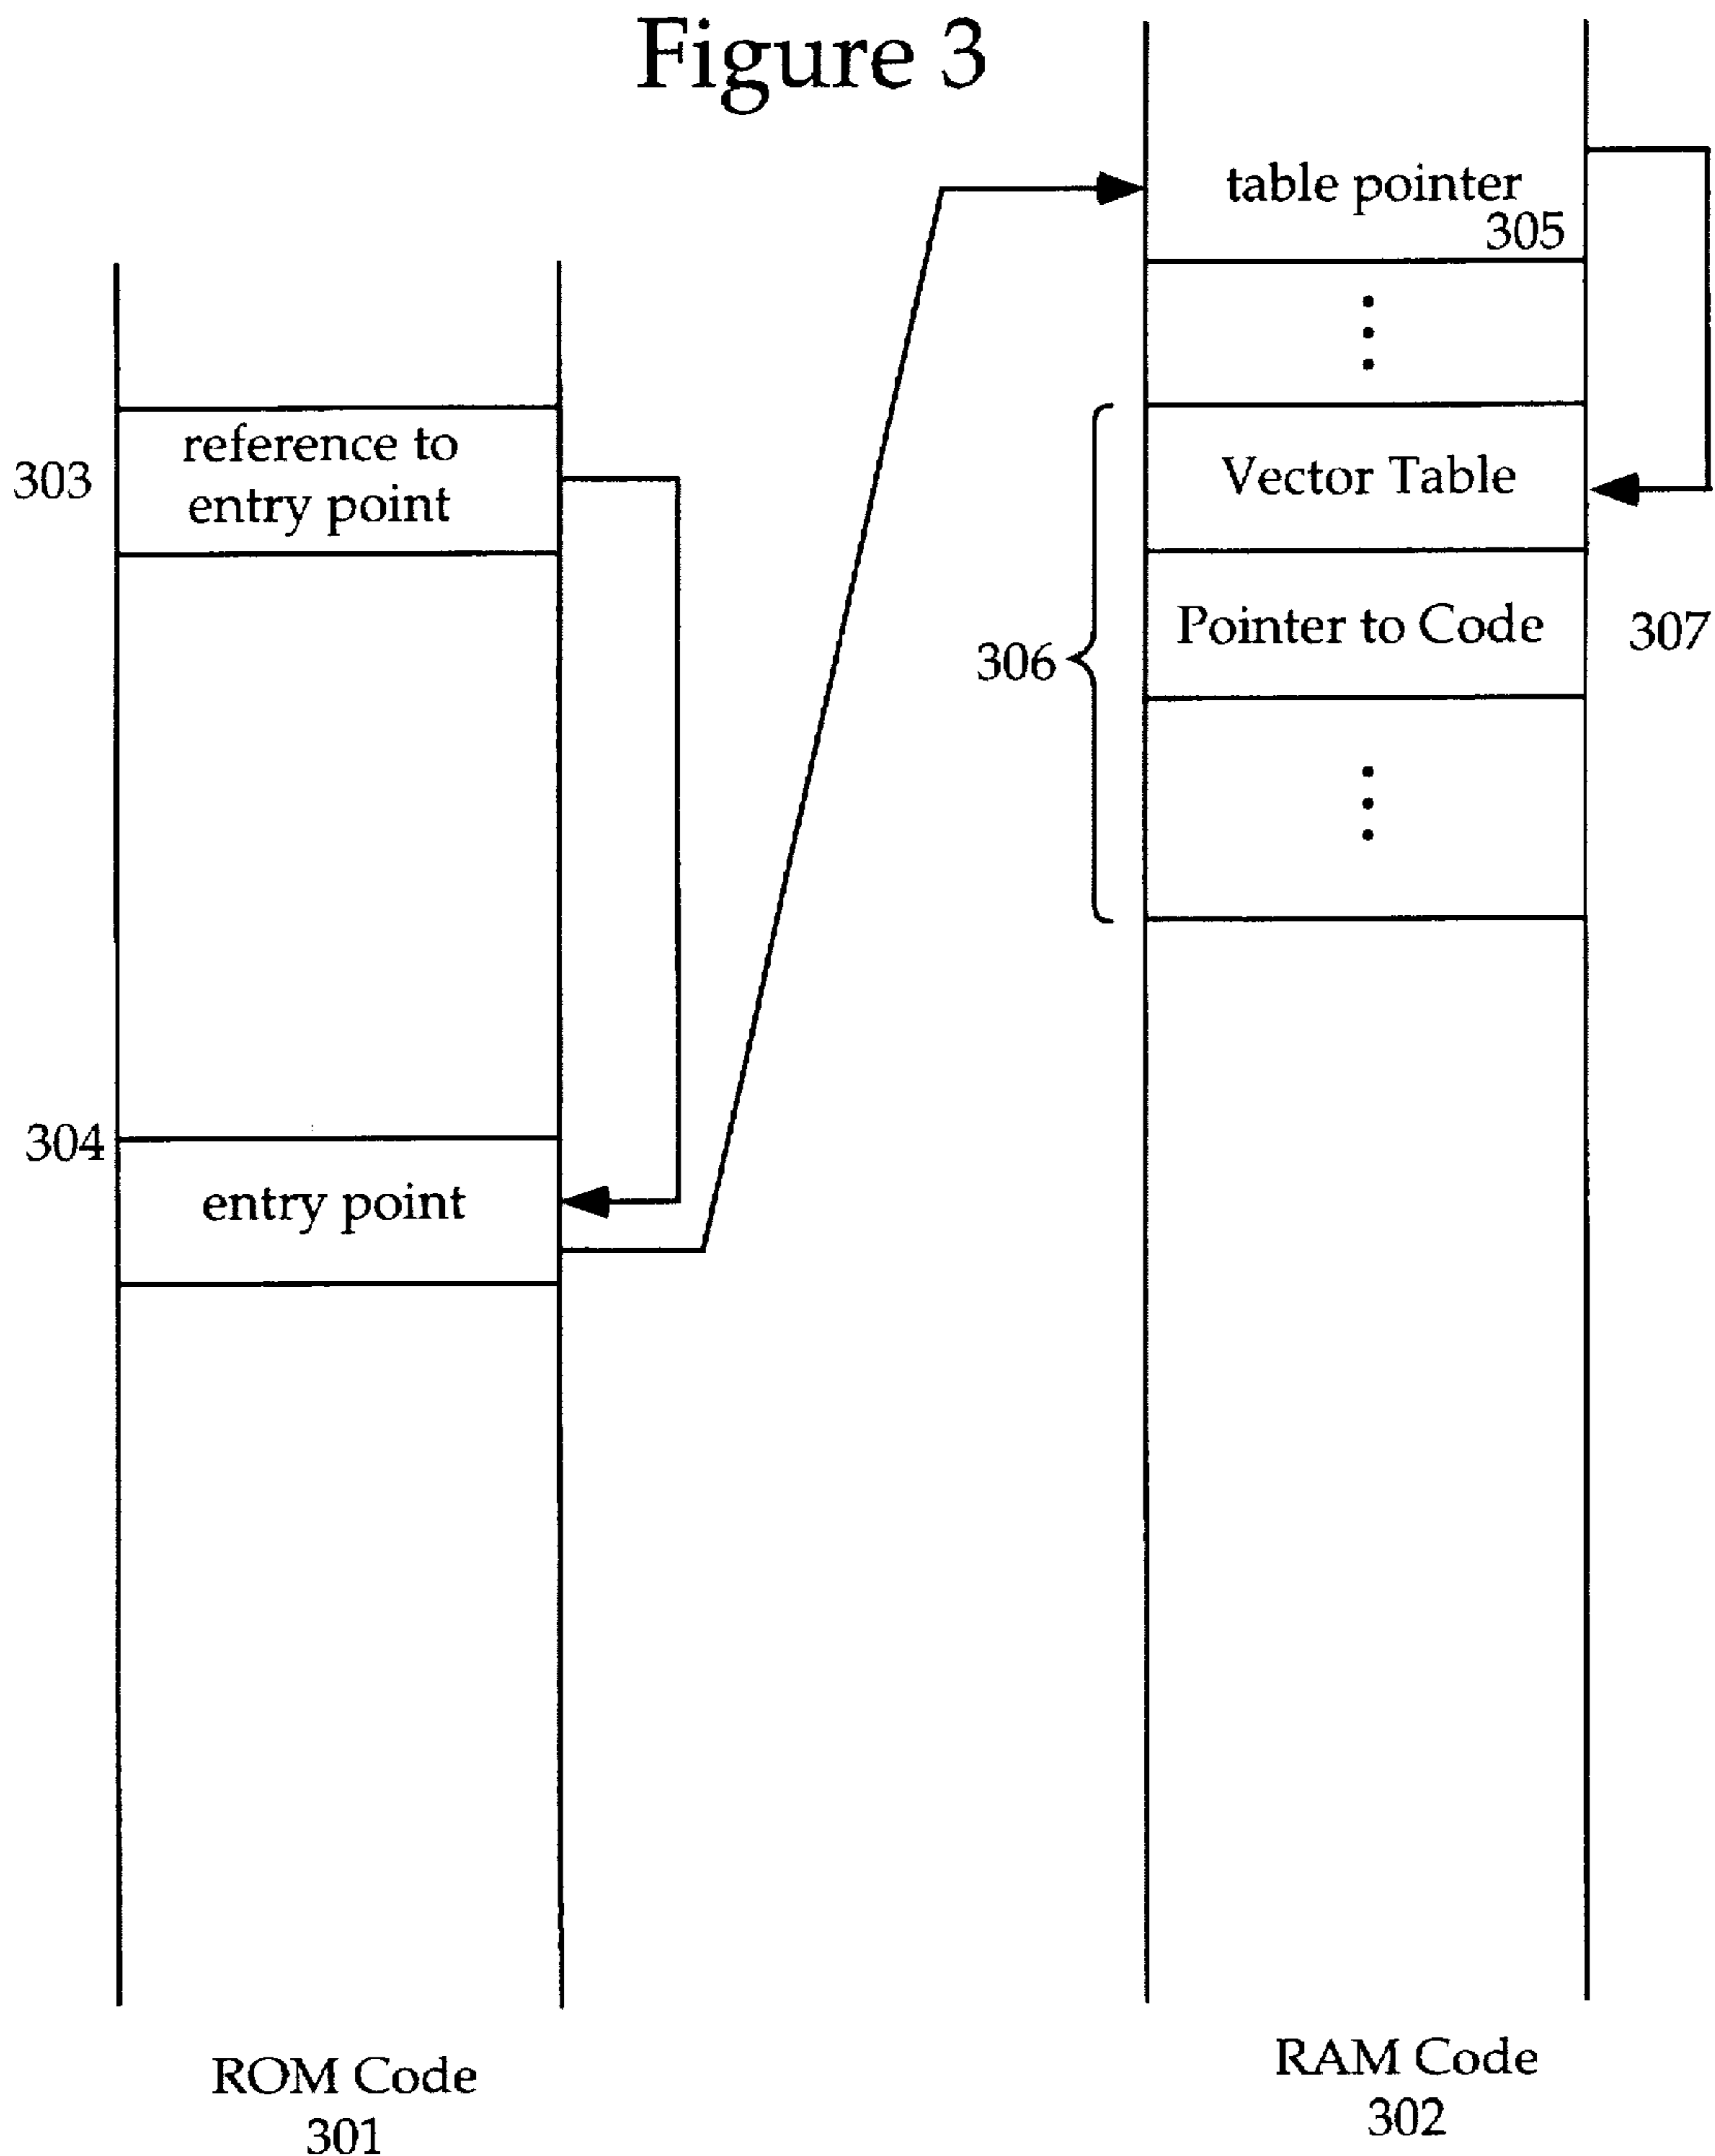 Figure 3
table pointer
305
303
reference to
entry point
Vector Table
306
Pointer to Code
307
304
entry point
ROM Code
301
RAM Code
302